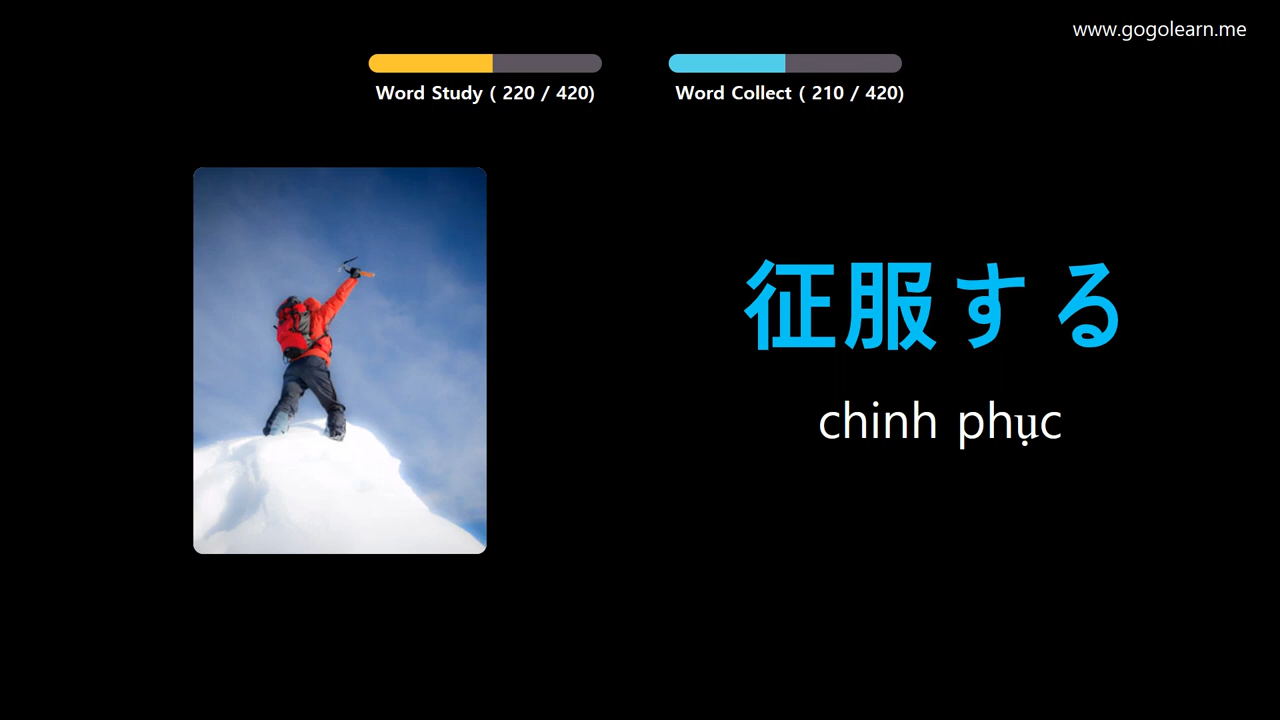 www.gogolearn.me
Word Study ( 220 / 420)
Word Collect ( 210 / 420)
征服する
chinh phục